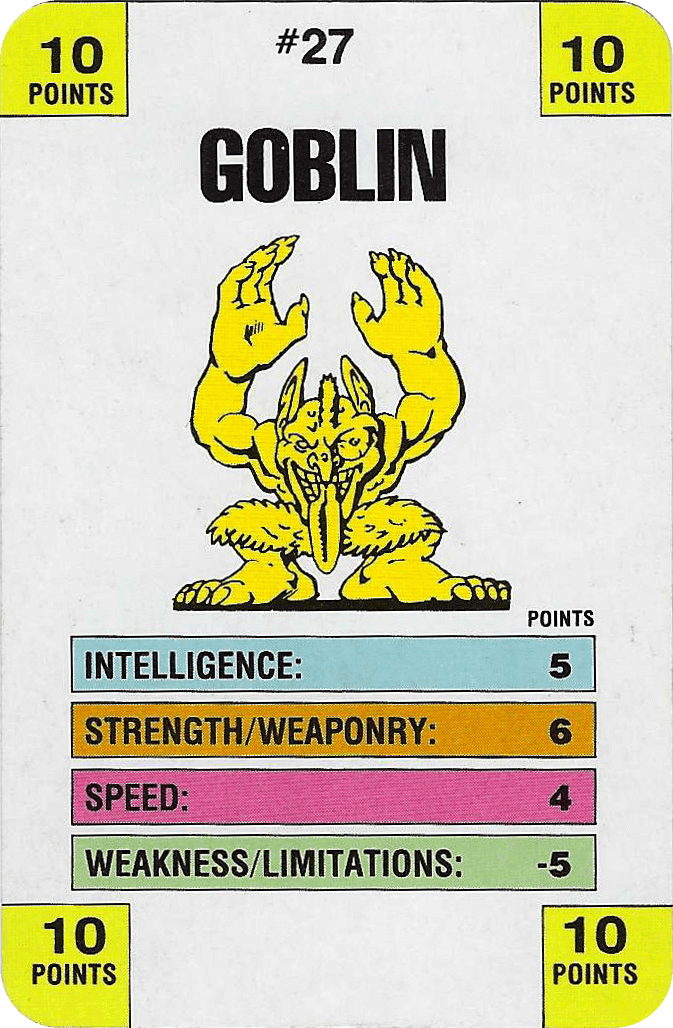 10
POINTS
#27
10
POINTS
GOBLIN
POINTS
INTELLIGENCE: 5
STRENGTH/WEAPONRY: 6
SPEED: 4
WEAKNESS/LIMITATIONS: -5
10
POINTS
10
POINTS